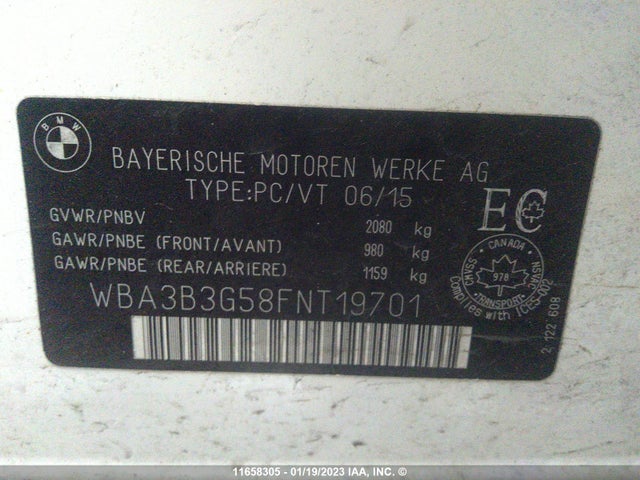 BMW
BAYERISCHE MOTOREN WERKE AG
TYPE:PC/VT 06/15
GVWR/PNBV 2080 kg
GAWR/PNBE (FRONT/AVANT) 980 kg
GAWR/PNBE (REAR/ARRIERE) 1159 kg
WBA3B3G58FNT19701
EC
CANADA
CMVSS NSVAC
978
TRANSPORT
Complies with ICES-002
2 122 608
11658305 - 01/19/2023 IAA, INC. ©